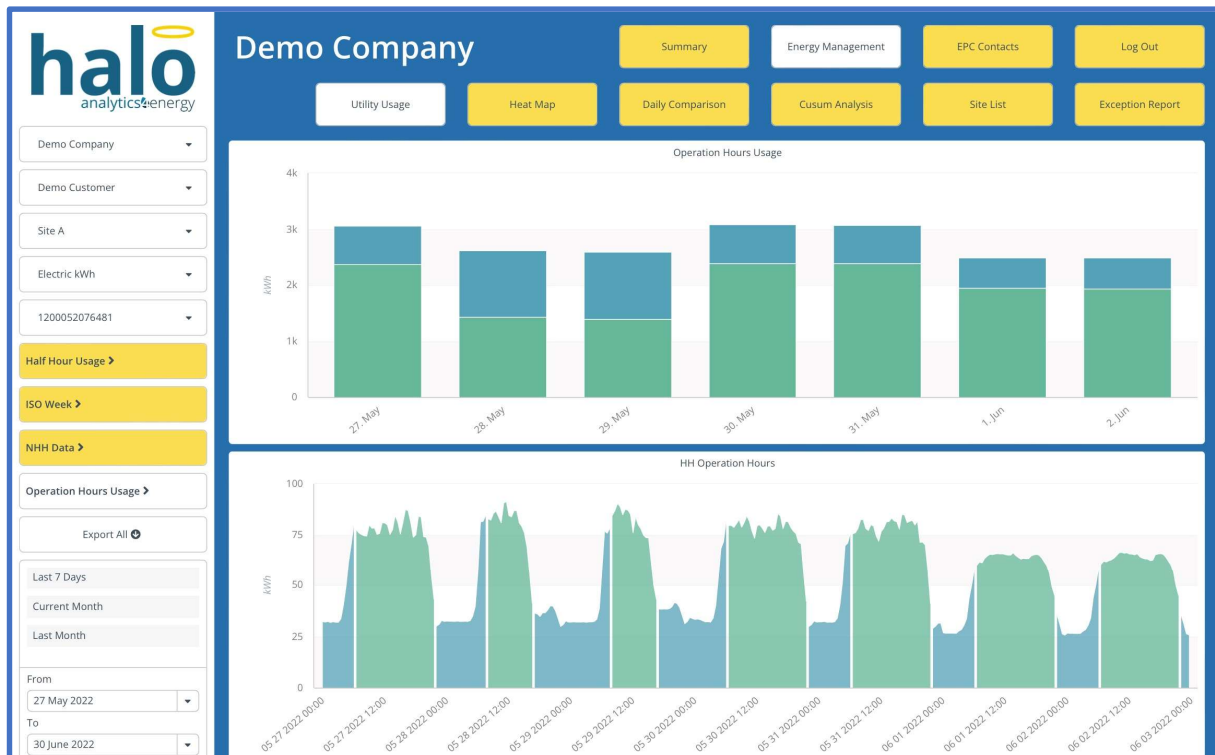 halo
analytics4energy
Demo Company
Summary
Energy Management
EPC Contacts
Log Out
Utility Usage
Heat Map
Daily Comparison
Cusum Analysis
Site List
Exception Report
Demo Company
Demo Customer
Site A
Electric kWh
1200052076481
Half Hour Usage
ISO Week
NHH Data
Operation Hours Usage
Export All
Last 7 Days
Current Month
Last Month
From
27 May 2022
To
30 June 2022
Operation Hours Usage
kWh
4k
3k
2k
1k
0
27. May
28. May
29. May
30. May
31. May
1. Jun
2. Jun
HH Operation Hours
kWh
100
75
50
25
0
05 27 2022 00:00
05 27 2022 12:00
05 28 2022 00:00
05 28 2022 12:00
05 29 2022 00:00
05 29 2022 12:00
05 30 2022 00:00
05 30 2022 12:00
05 31 2022 00:00
05 31 2022 12:00
06 01 2022 00:00
06 01 2022 12:00
06 02 2022 00:00
06 02 2022 12:00
06 03 2022 00:00